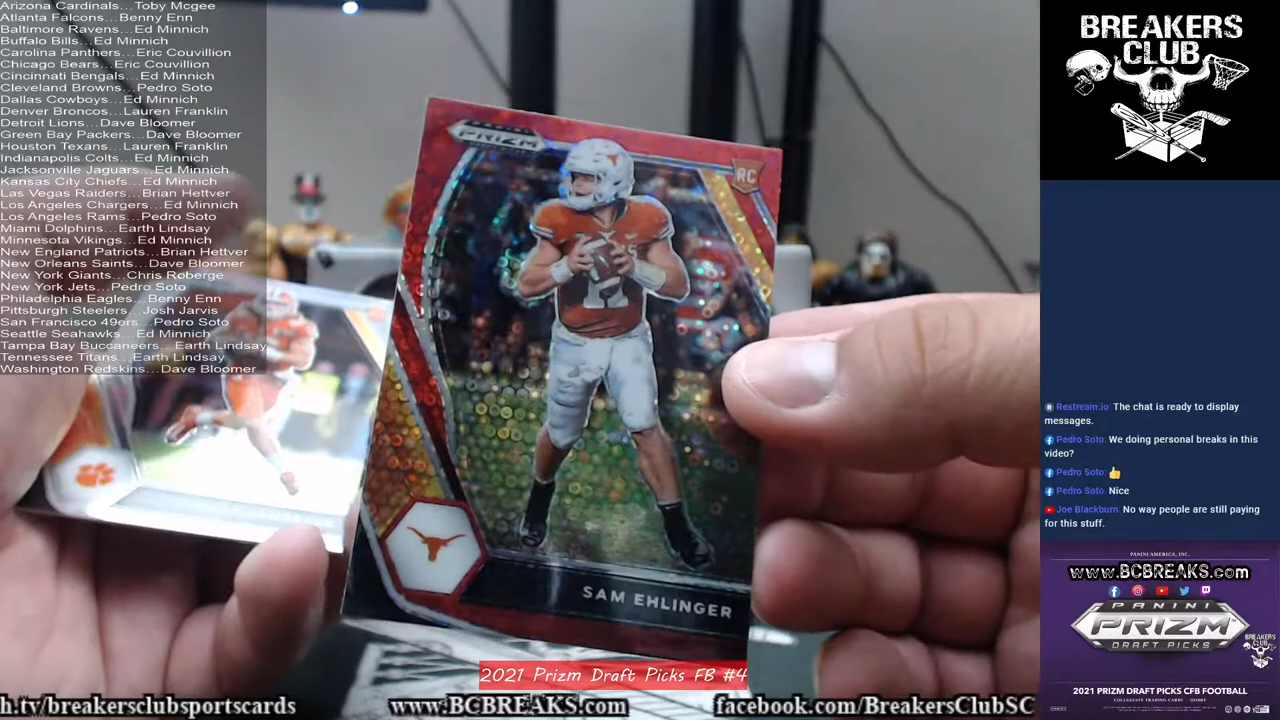 Arizona Cardinals...Toby Mcgee
Atlanta Falcons...Benny Enn
Baltimore Ravens...Ed Minnich
Buffalo Bills...Ed Minnich
Carolina Panthers...Eric Couvillion
Chicago Bears...Eric Couvillion
Cincinnati Bengals...Ed Minnich
Cleveland Browns...Pedro Soto
Dallas Cowboys...Ed Minnich
Denver Broncos...Lauren Franklin
Detroit Lions...Dave Bloomer
Green Bay Packers...Dave Bloomer
Houston Texans...Lauren Franklin
Indianapolis Colts...Ed Minnich
Jacksonville Jaguars...Ed Minnich
Kansas City Chiefs...Ed Minnich
Las Vegas Raiders...Brian Hettver
Los Angeles Chargers...Ed Minnich
Los Angeles Rams...Pedro Soto
Miami Dolphins...Earth Lindsay
Minnesota Vikings...Ed Minnich
New England Patriots...Brian Hettver
New Orleans Saints...Dave Bloomer
New York Giants...Chris Roberge
New York Jets...Pedro Soto
Philadelphia Eagles...Benny Enn
Pittsburgh Steelers...Josh Jarvis
San Francisco 49ers...Pedro Soto
Seattle Seahawks...Ed Minnich
Tampa Bay Buccaneers...Earth Lindsay
Tennessee Titans...Earth Lindsay
Washington Redskins...Dave Bloomer
PANINI
PRIZM
RC
11
SAM EHLINGER
2021 Prizm Draft Picks FB #4
h.tv/breakersclubsportscards
www.BCBREAKS.com
facebook.com/BreakersClubSC
BREAKERS
CLUB
Restream.io The chat is ready to display
messages.
Pedro Soto: We doing personal breaks in this
video?
Pedro Soto: 👍
Pedro Soto: Nice
Joe Blackburn: No way people are still paying
for this stuff.
PANINI AMERICA, INC.
www.BCBREAKS.com
PANINI
PRIZM
DRAFT PICKS
BREAKERS
CLUB
2021 PRIZM DRAFT PICKS CFB FOOTBALL